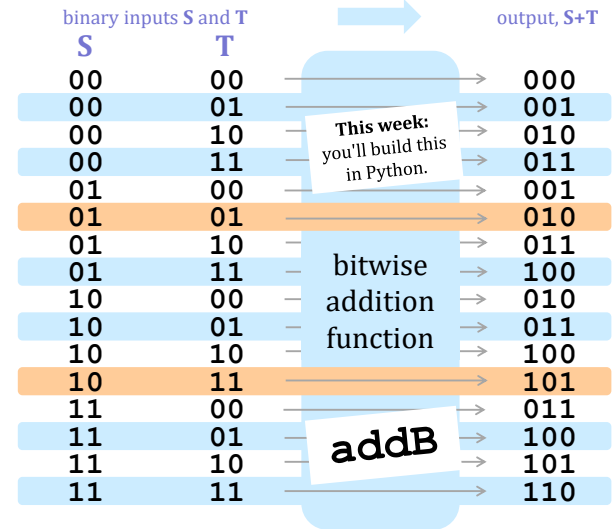 binary inputs S and T output, S+T
S T
00 00 000
00 01 001
00 10 010
00 11 011
01 00 001
01 01 010
01 10 011
01 11 100
10 00 010
10 01 011
10 10 100
10 11 101
11 00 011
11 01 100
11 10 101
11 11 110
This week:
you'll build this
in Python.
bitwise
addition
function
addB